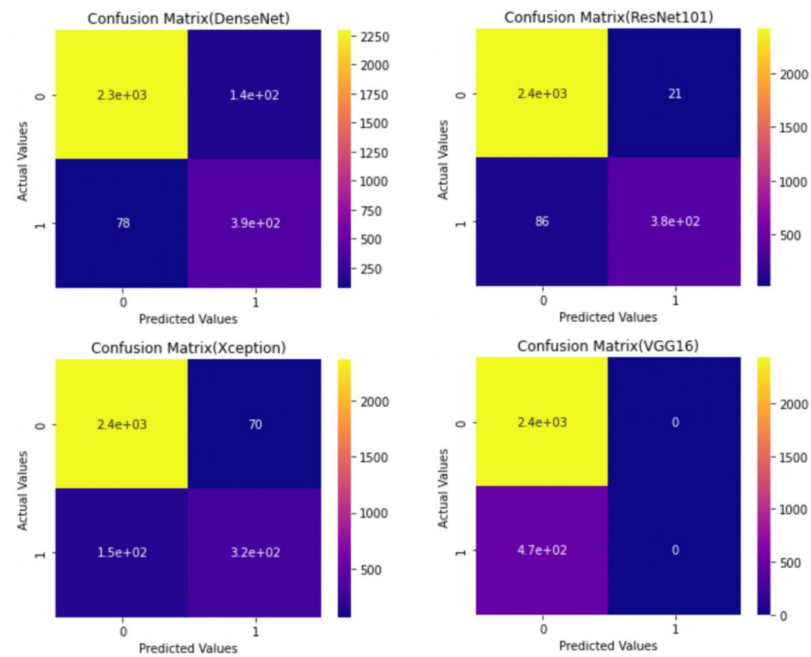 Confusion Matrix(DenseNet)
Actual Values
0
1
2.3e+03 1.4e+02
78 3.9e+02
0 1
Predicted Values
2250
2000
1750
1500
1250
1000
750
500
250
Confusion Matrix(ResNet101)
Actual Values
0
1
2.4e+03 21
86 3.8e+02
0 1
Predicted Values
2000
1500
1000
500
Confusion Matrix(Xception)
Actual Values
0
1
2.4e+03 70
1.5e+02 3.2e+02
0 1
Predicted Values
2000
1500
1000
500
Confusion Matrix(VGG16)
Actual Values
0
1
2.4e+03 0
4.7e+02 0
0 1
Predicted Values
2000
1500
1000
500
0